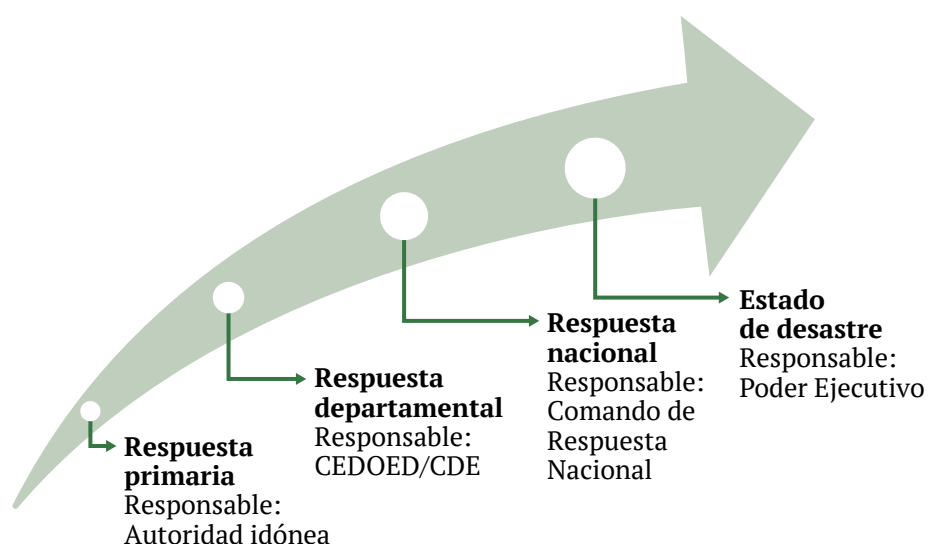 Respuesta
primaria
Responsable:
Autoridad idónea
Respuesta
departamental
Responsable:
CEDOED/CDE
Respuesta
nacional
Responsable:
Comando de
Respuesta
Nacional
Estado
de desastre
Responsable:
Poder Ejecutivo